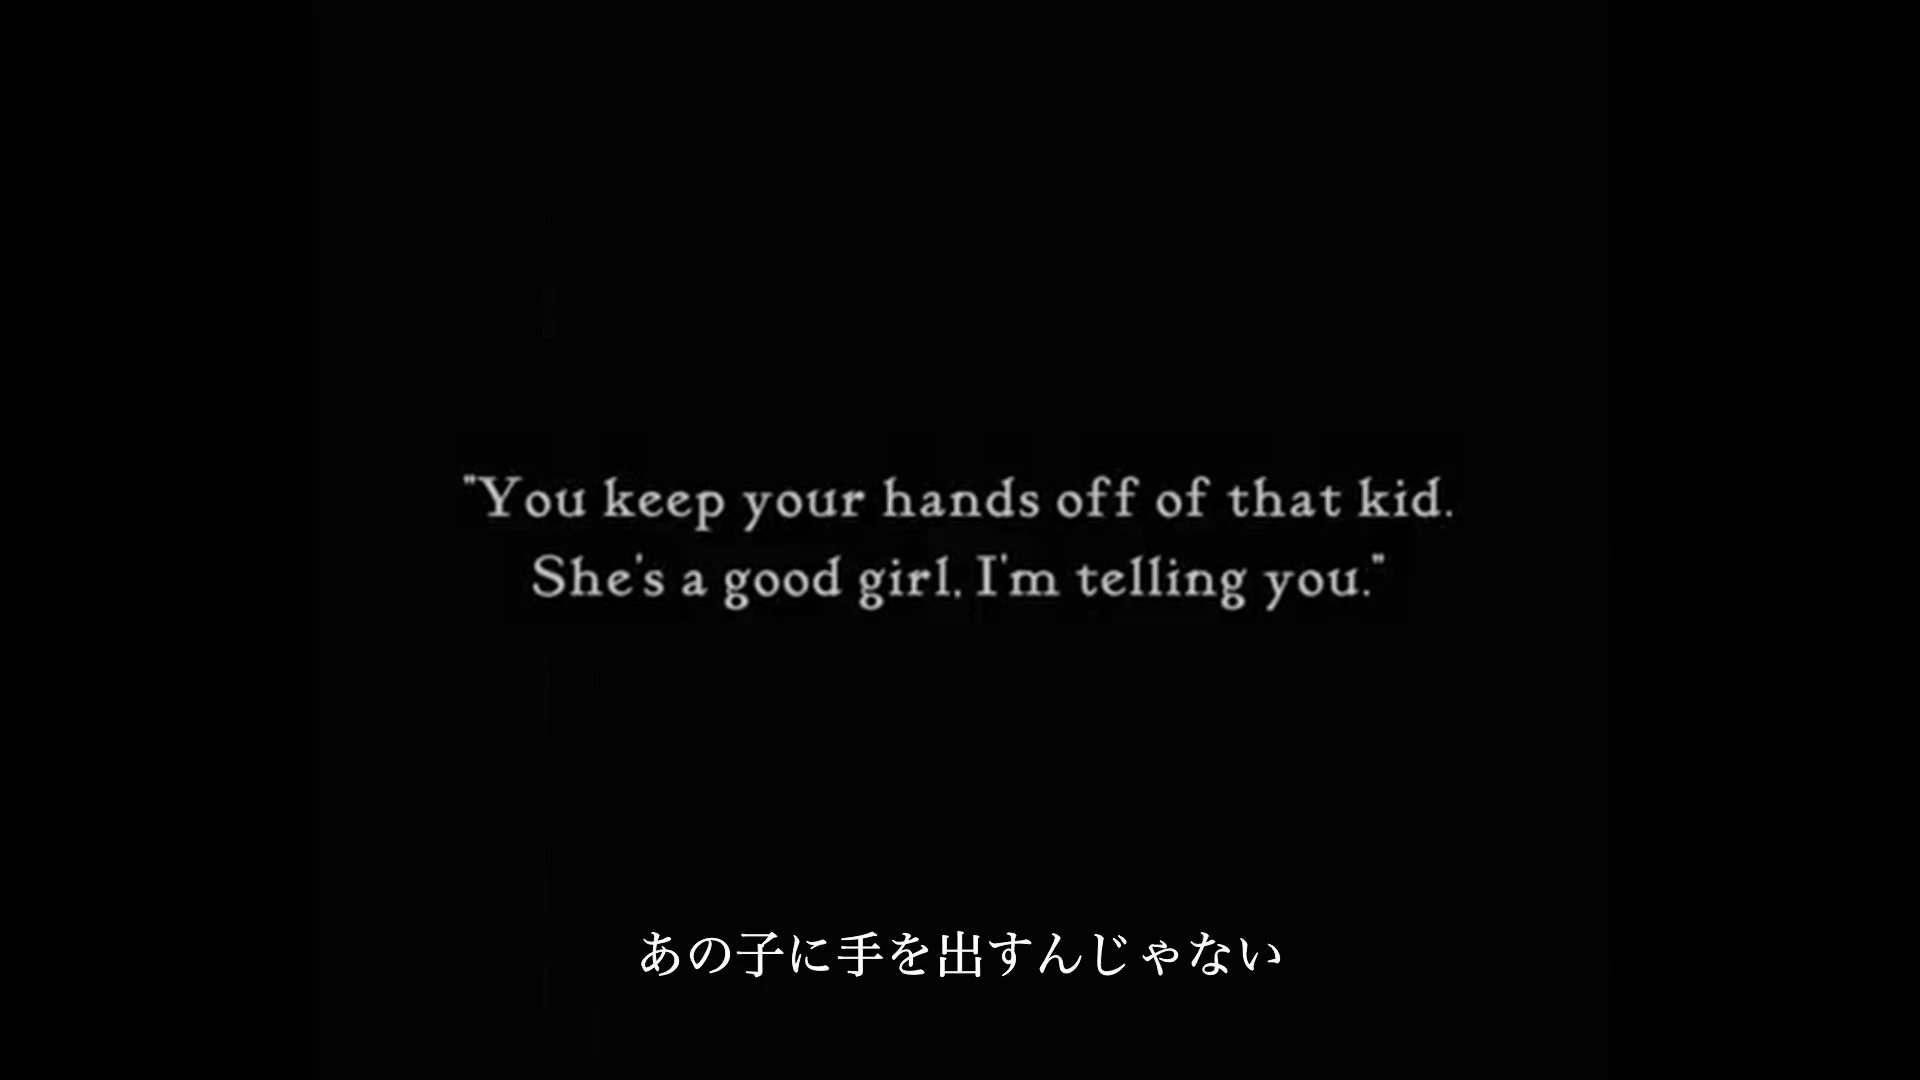 "You keep your hands off of that kid.
She's a good girl, I'm telling you."
あの子に手を出すんじゃない